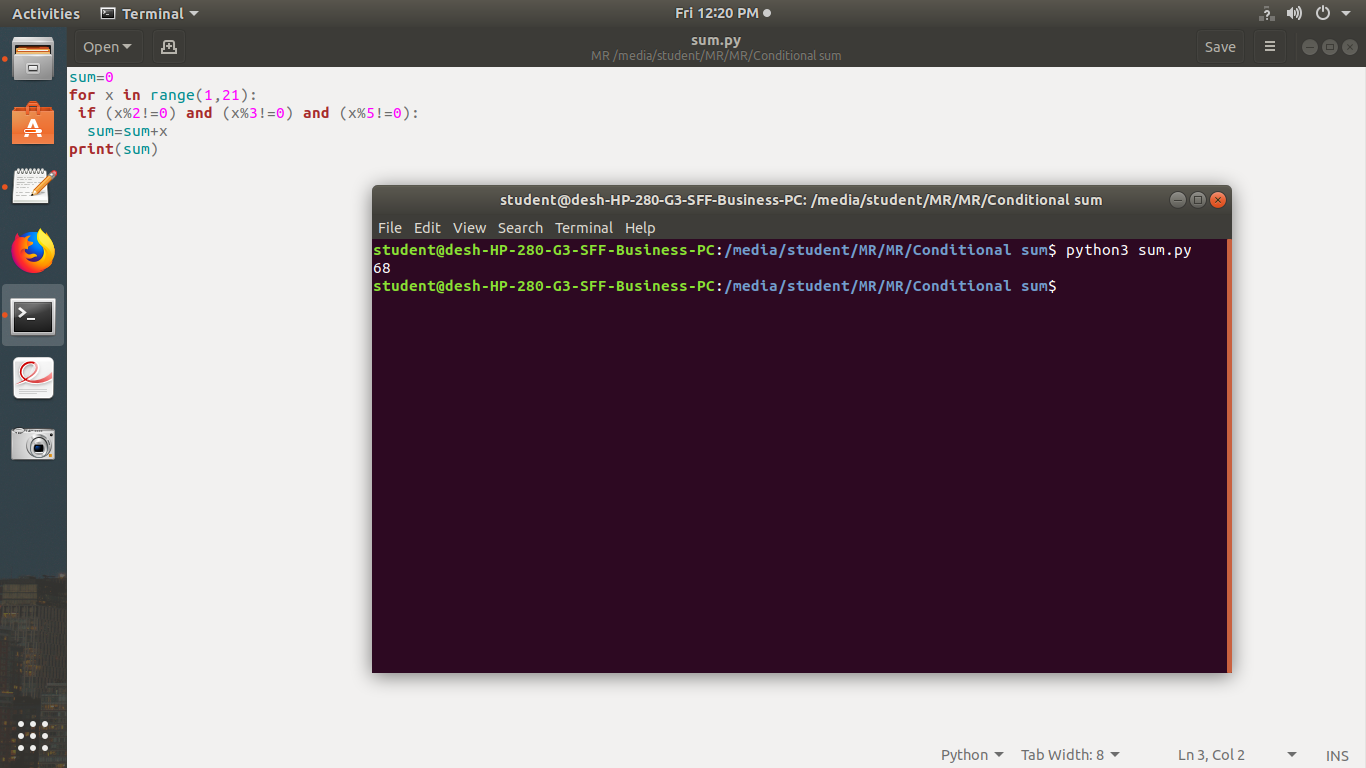 Activities Terminal Fri 12:20 PM
Open sum.py Save
MR /media/student/MR/MR/Conditional sum
sum=0
for x in range(1,21):
 if (x%2!=0) and (x%3!=0) and (x%5!=0):
  sum=sum+x
print(sum)
student@desh-HP-280-G3-SFF-Business-PC: /media/student/MR/MR/Conditional sum
File Edit View Search Terminal Help
student@desh-HP-280-G3-SFF-Business-PC:/media/student/MR/MR/Conditional sum$ python3 sum.py
68
student@desh-HP-280-G3-SFF-Business-PC:/media/student/MR/MR/Conditional sum$
Python Tab Width: 8 Ln 3, Col 2 INS